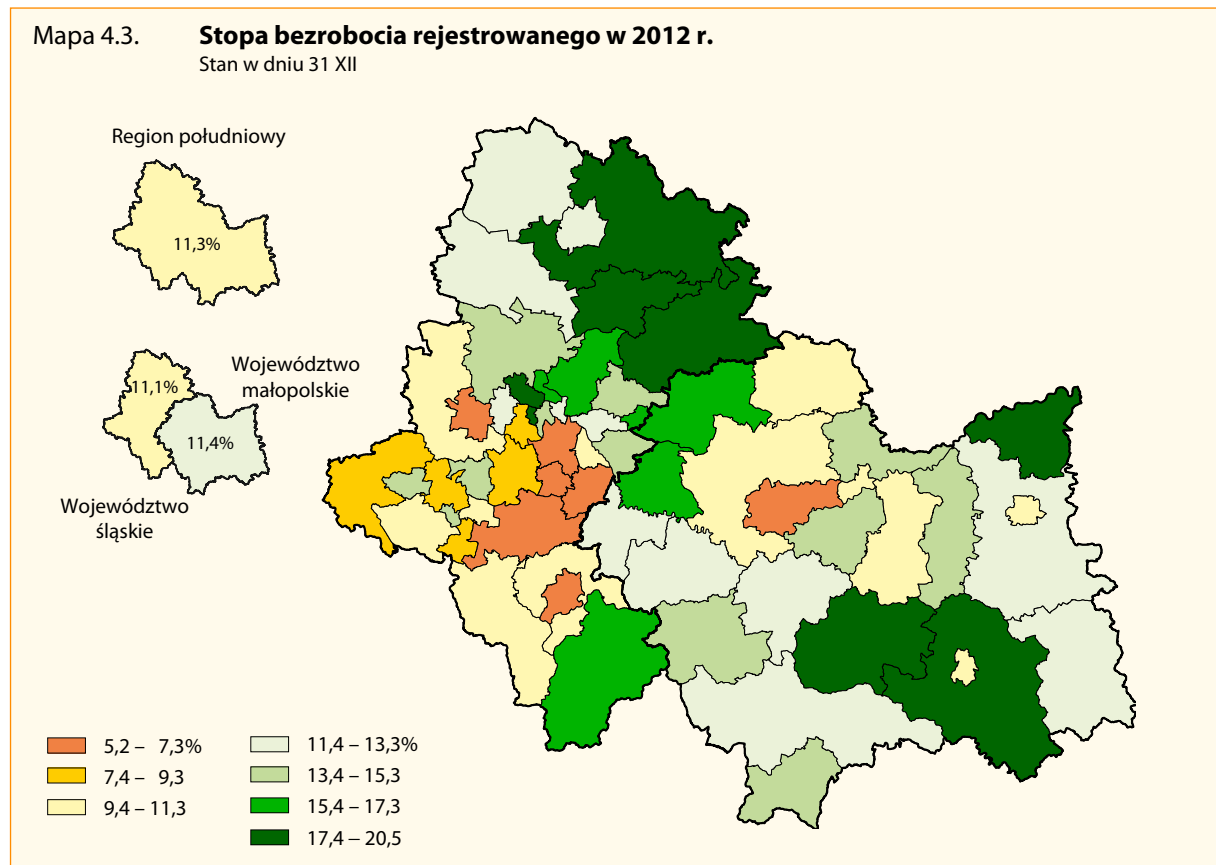 Mapa 4.3. Stopa bezrobocia rejestrowanego w 2012 r.
Stan w dniu 31 XII
Region południowy
11,3%
Województwo
małopolskie
11,1%
11,4%
Województwo
śląskie
5,2 – 7,3%
7,4 – 9,3
9,4 – 11,3
11,4 – 13,3%
13,4 – 15,3
15,4 – 17,3
17,4 – 20,5